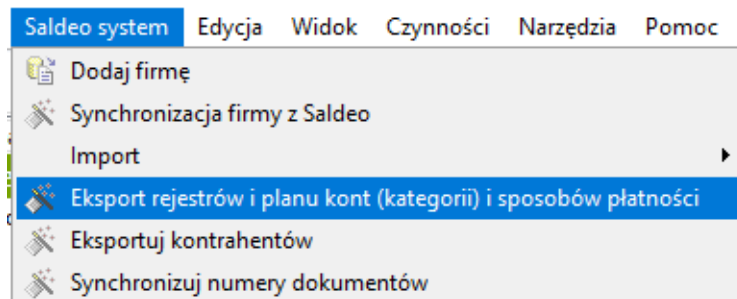 Saldeo system Edycja Widok Czynności Narzędzia Pomoc
Dodaj firmę
Synchronizacja firmy z Saldeo
Import
Eksport rejestrów i planu kont (kategorii) i sposobów płatności
Eksportuj kontrahentów
Synchronizuj numery dokumentów